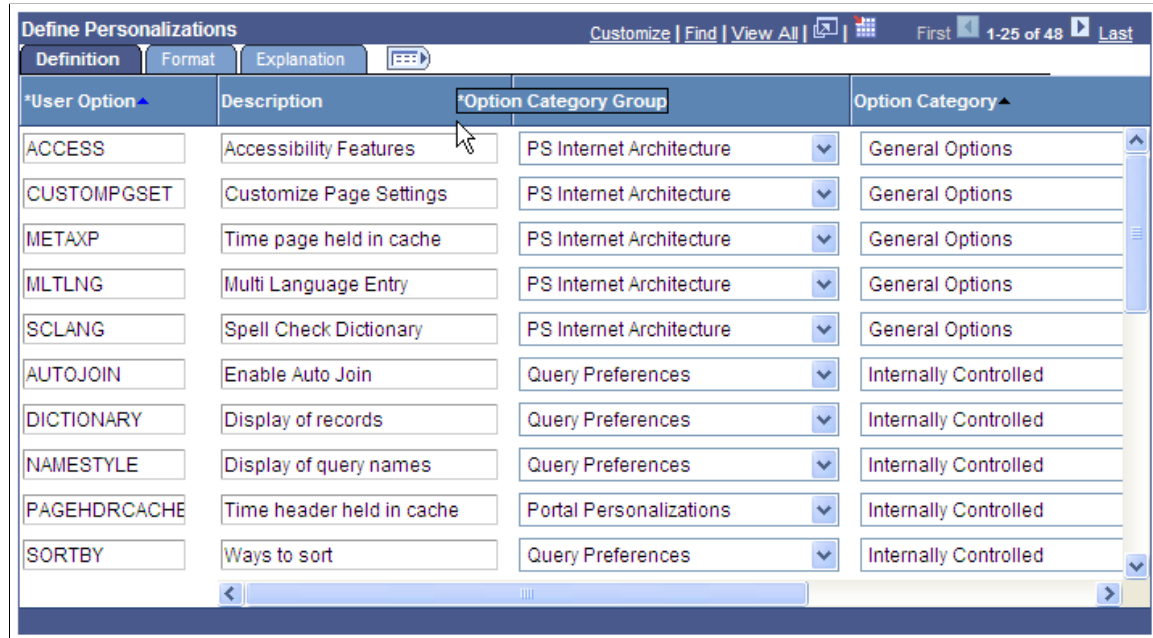 Define Personalizations Customize | Find | View All | | First 1-25 of 48 Last
Definition Format Explanation
*User Option Description *Option Category Group Option Category
ACCESS Accessibility Features PS Internet Architecture General Options
CUSTOMPGSET Customize Page Settings PS Internet Architecture General Options
METAXP Time page held in cache PS Internet Architecture General Options
MLTLNG Multi Language Entry PS Internet Architecture General Options
SCLANG Spell Check Dictionary PS Internet Architecture General Options
AUTOJOIN Enable Auto Join Query Preferences Internally Controlled
DICTIONARY Display of records Query Preferences Internally Controlled
NAMESTYLE Display of query names Query Preferences Internally Controlled
PAGEHDRCACHE Time header held in cache Portal Personalizations Internally Controlled
SORTBY Ways to sort Query Preferences Internally Controlled